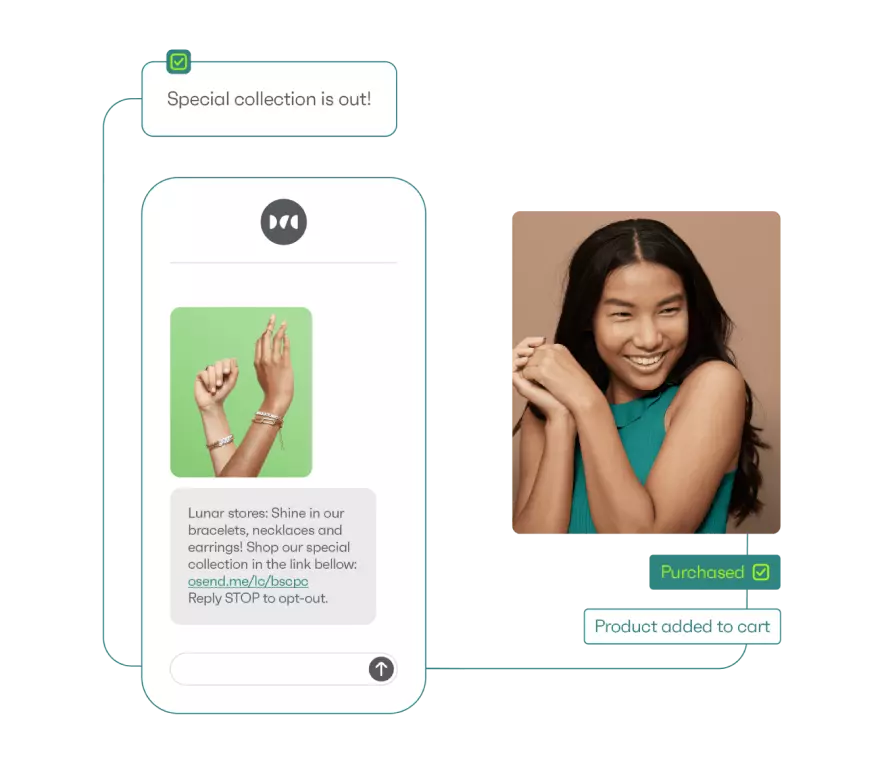 Special collection is out!
Lunar stores: Shine in our
bracelets, necklaces and
earrings! Shop our special
collection in the link bellow:
osend.me/lc/bscpc
Reply STOP to opt-out.
Purchased
Product added to cart